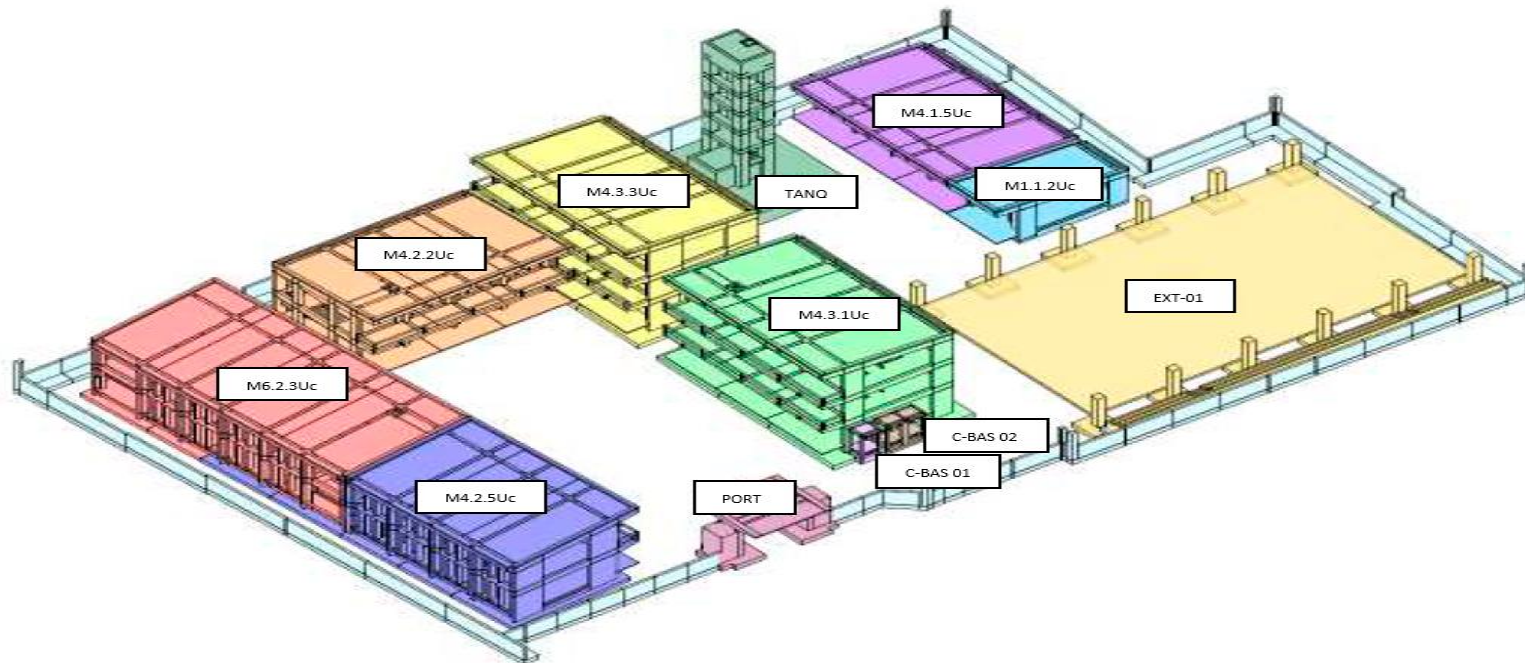 M4.1.5Uc
M1.1.2Uc
M4.3.3Uc
TANQ
M4.2.2Uc
EXT-01
M4.3.1Uc
M6.2.3Uc
C-BAS 02
C-BAS 01
M4.2.5Uc
PORT